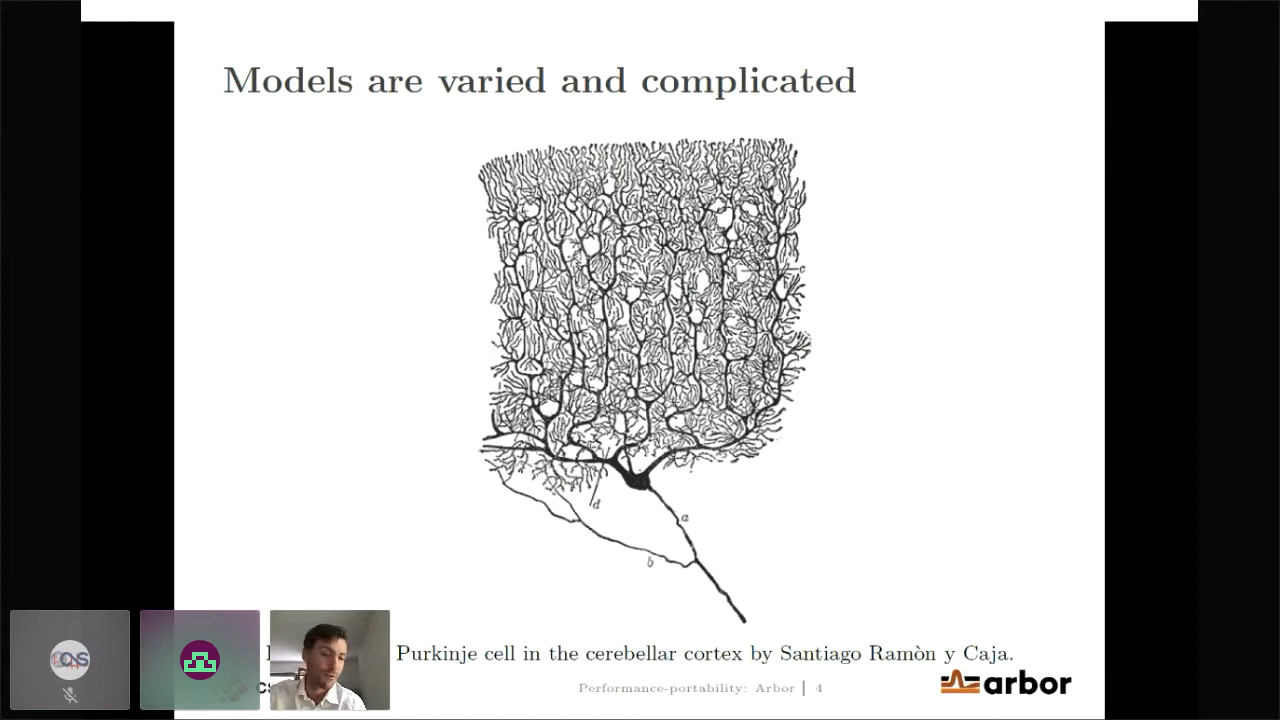 Models are varied and complicated
c
d
a
b
Purkinje cell in the cerebellar cortex by Santiago Ramòn y Caja.
Performance-portability: Arbor | 4
arbor